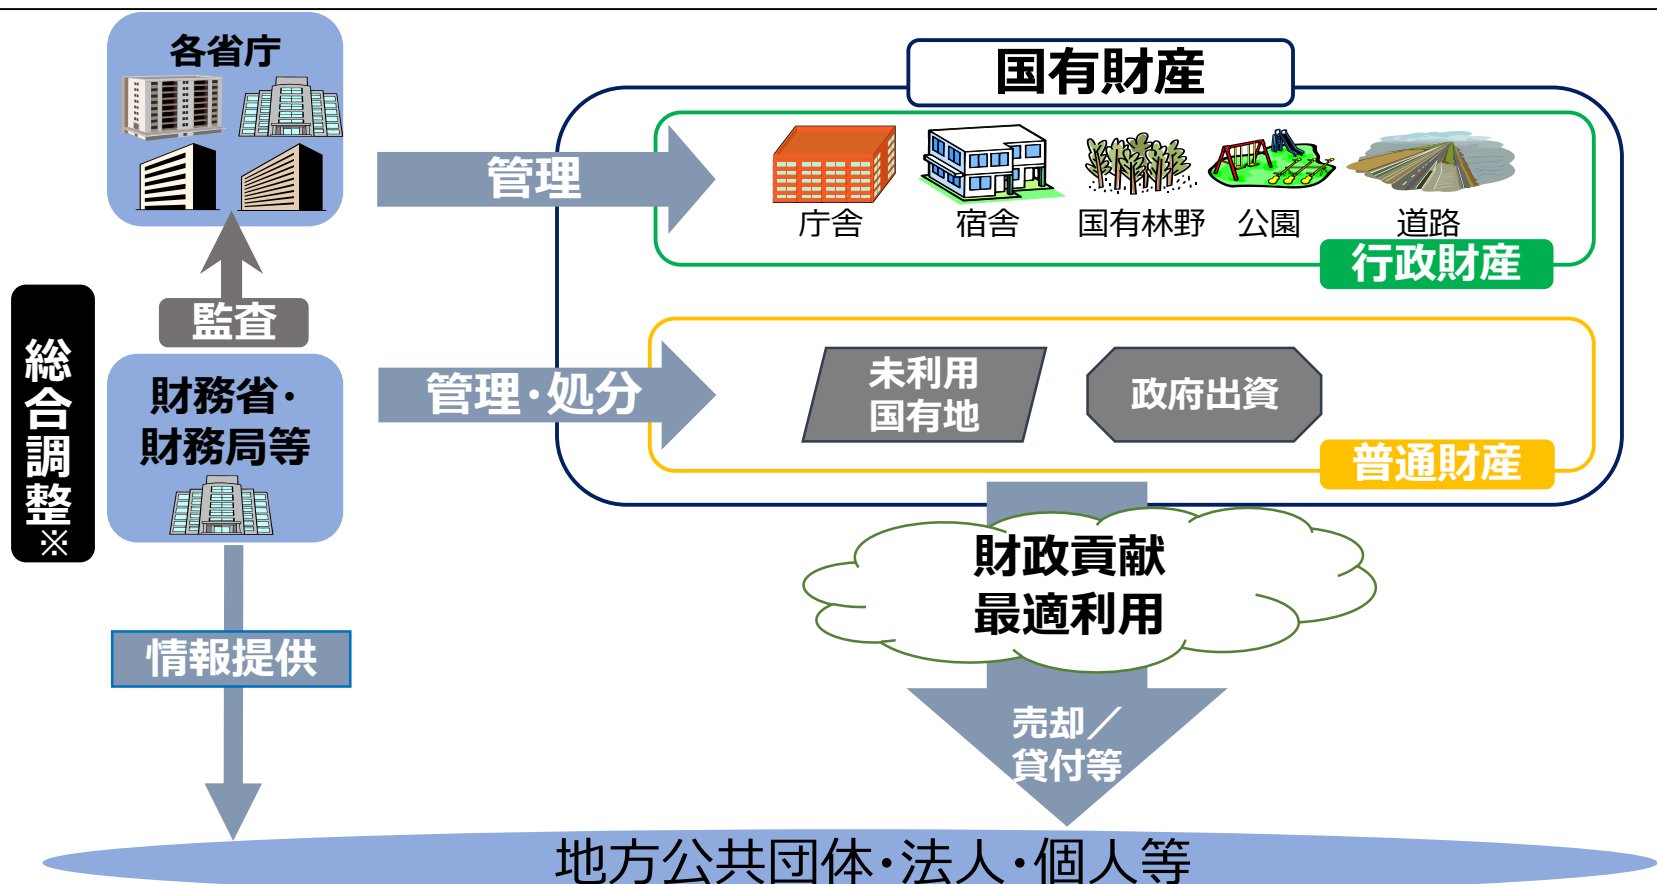 各省庁
国有財産
管理
庁舎
宿舎
国有林野
公園
道路
行政財産
監査
総合調整※
財務省・
財務局等
管理・処分
未利用
国有地
政府出資
普通財産
財政貢献
最適利用
情報提供
売却／
貸付等
地方公共団体・法人・個人等